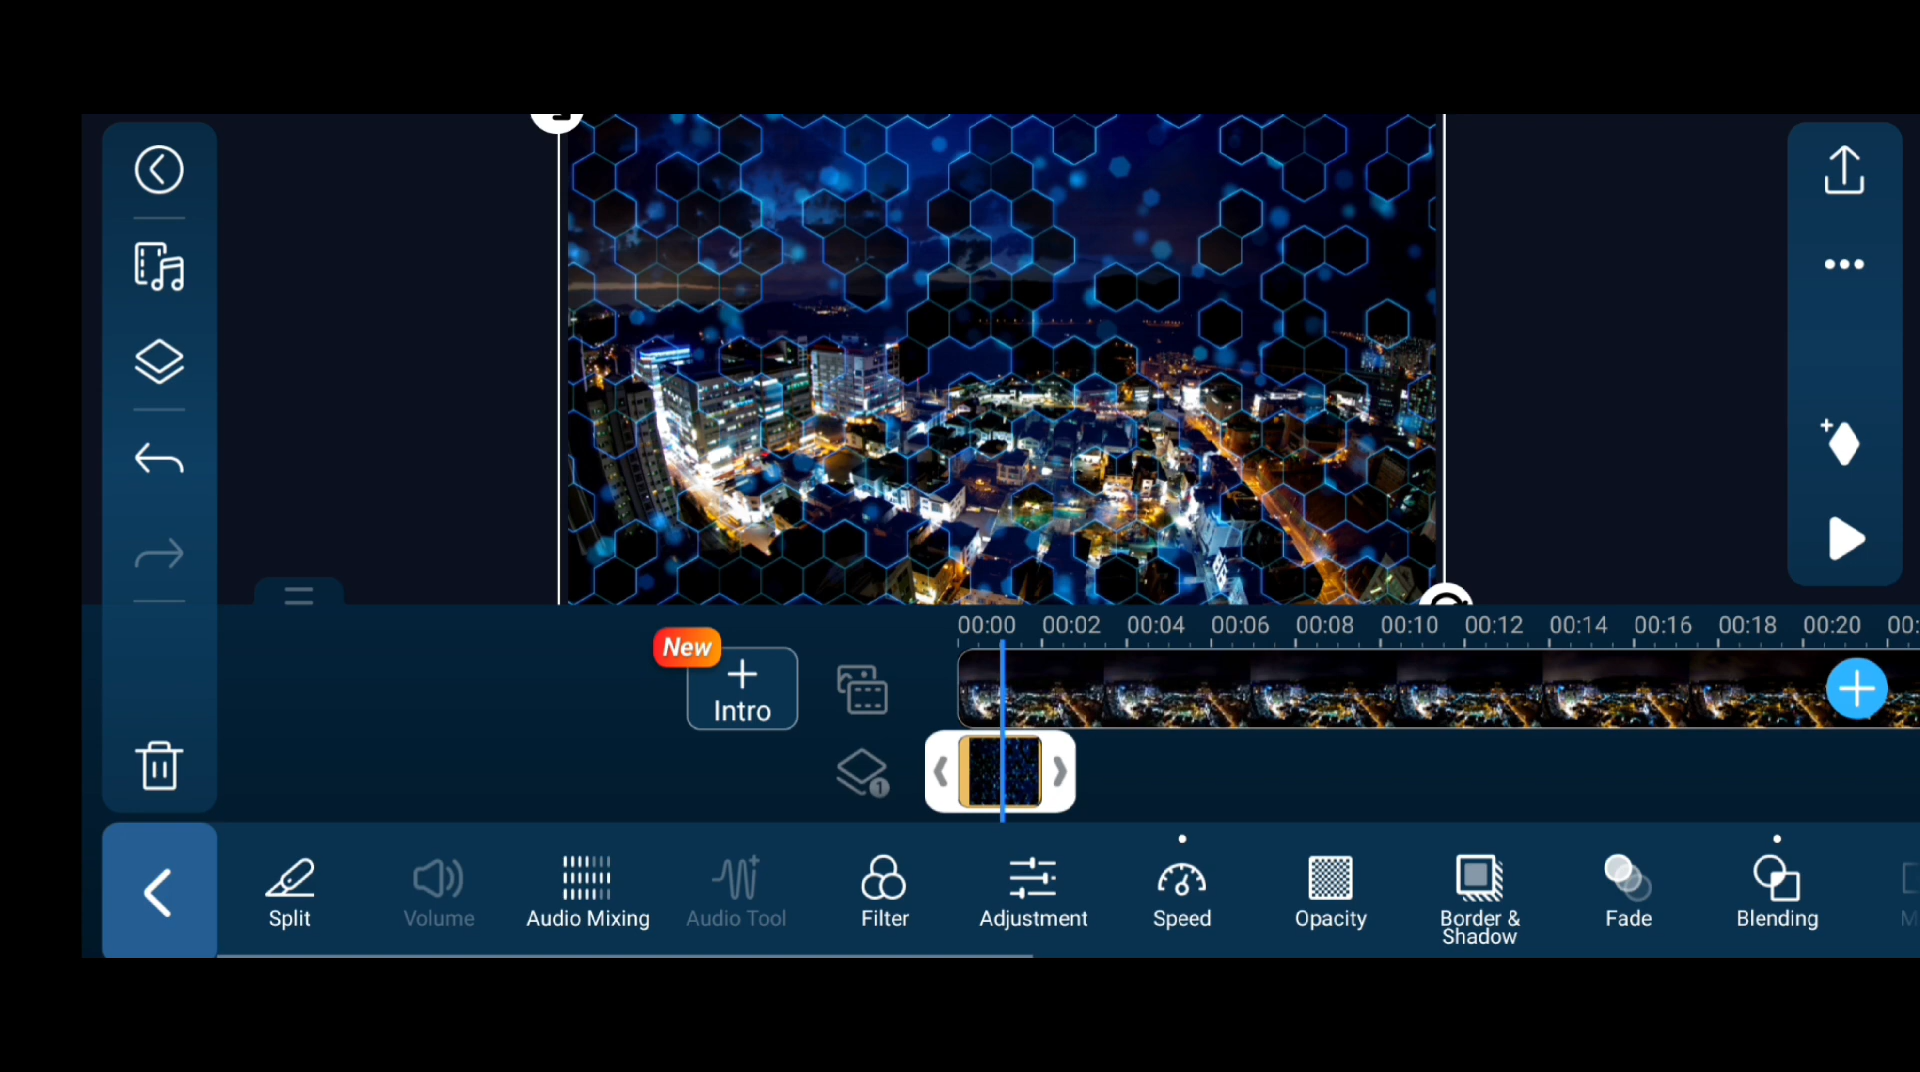 00:00 00:02 00:04 00:06 00:08 00:10 00:12 00:14 00:16 00:18 00:20 00:
New
Intro
1
Split
Volume
Audio Mixing
Audio Tool
Filter
Adjustment
Speed
Opacity
Border &
Shadow
Fade
Blending